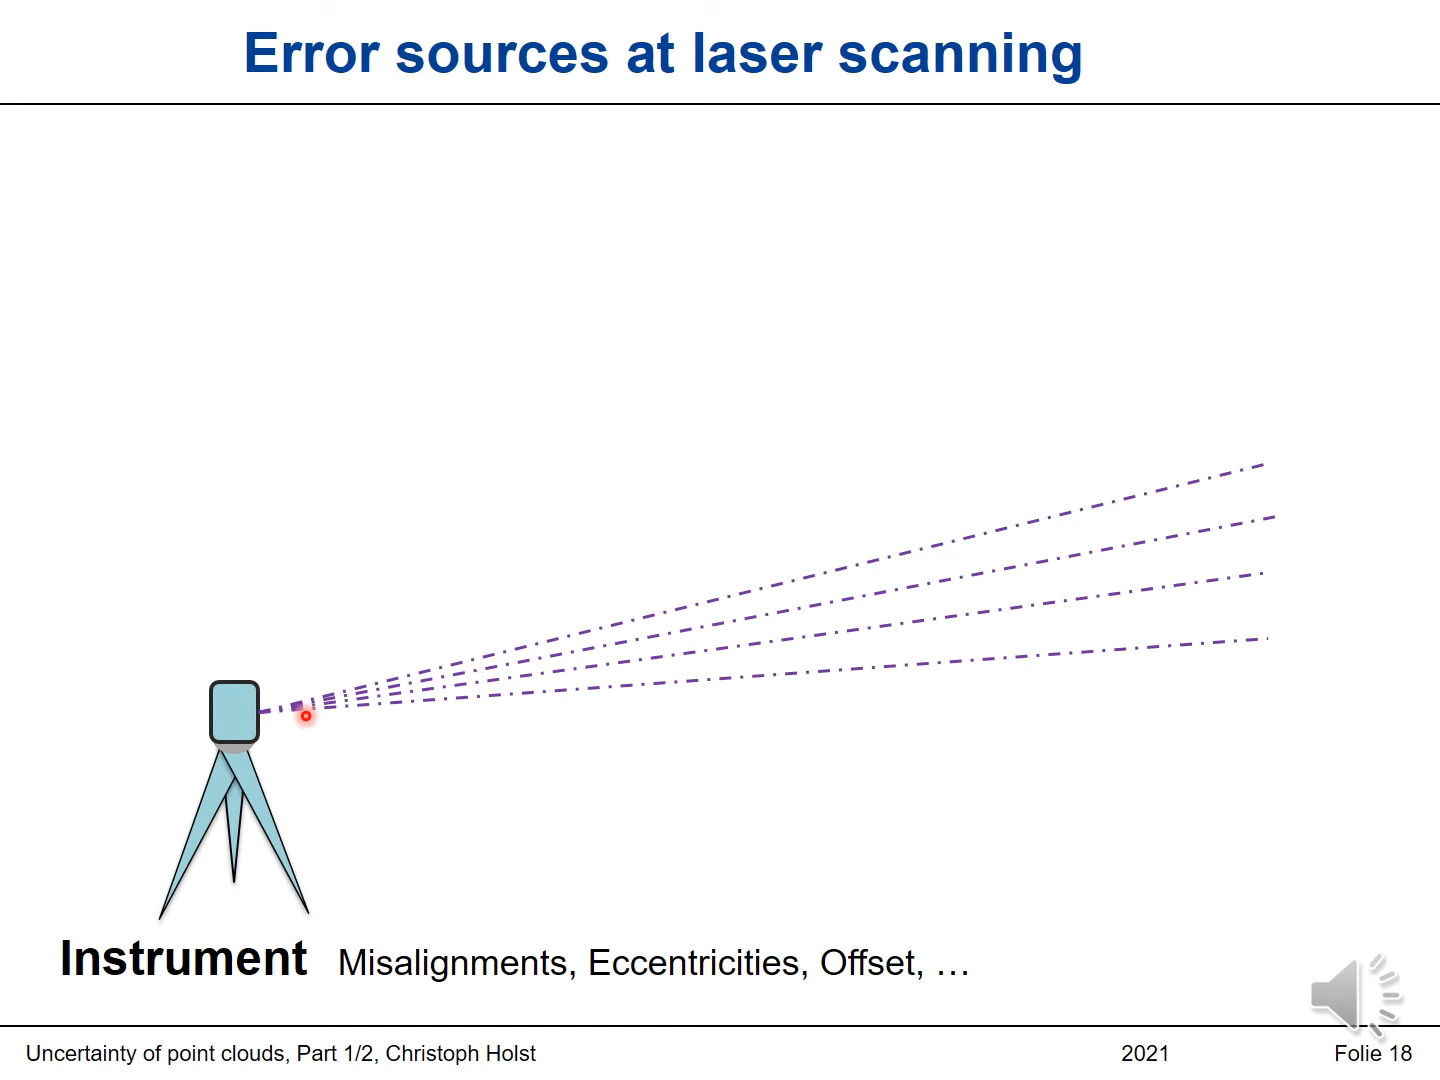 Error sources at laser scanning
Instrument Misalignments, Eccentricities, Offset, …
Uncertainty of point clouds, Part 1/2, Christoph Holst 2021 Folie 18